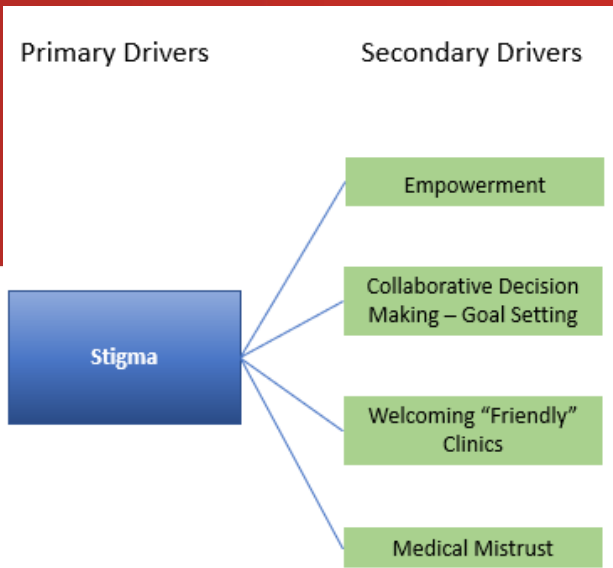 Primary Drivers
Secondary Drivers
Empowerment
Collaborative Decision
Making – Goal Setting
Stigma
Welcoming “Friendly”
Clinics
Medical Mistrust